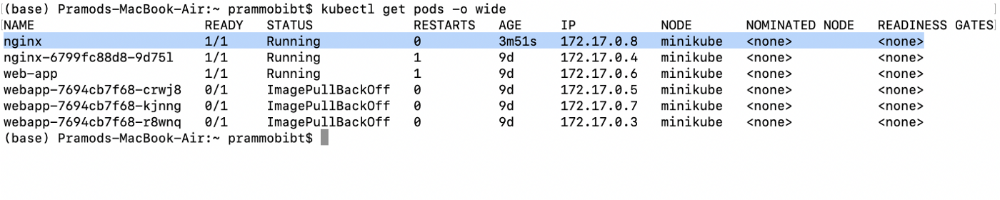 (base) Pramods-MacBook-Air:~ prammobibt$ kubectl get pods -o wide
NAME READY STATUS RESTARTS AGE IP NODE NOMINATED NODE READINESS GATES
nginx 1/1 Running 0 3m51s 172.17.0.8 minikube <none> <none>
nginx-6799fc88d8-9d75l 1/1 Running 1 9d 172.17.0.4 minikube <none> <none>
web-app 1/1 Running 1 9d 172.17.0.6 minikube <none> <none>
webapp-7694cb7f68-crwj8 0/1 ImagePullBackOff 0 9d 172.17.0.5 minikube <none> <none>
webapp-7694cb7f68-kjnng 0/1 ImagePullBackOff 0 9d 172.17.0.7 minikube <none> <none>
webapp-7694cb7f68-r8wnq 0/1 ImagePullBackOff 0 9d 172.17.0.3 minikube <none> <none>
(base) Pramods-MacBook-Air:~ prammobibt$